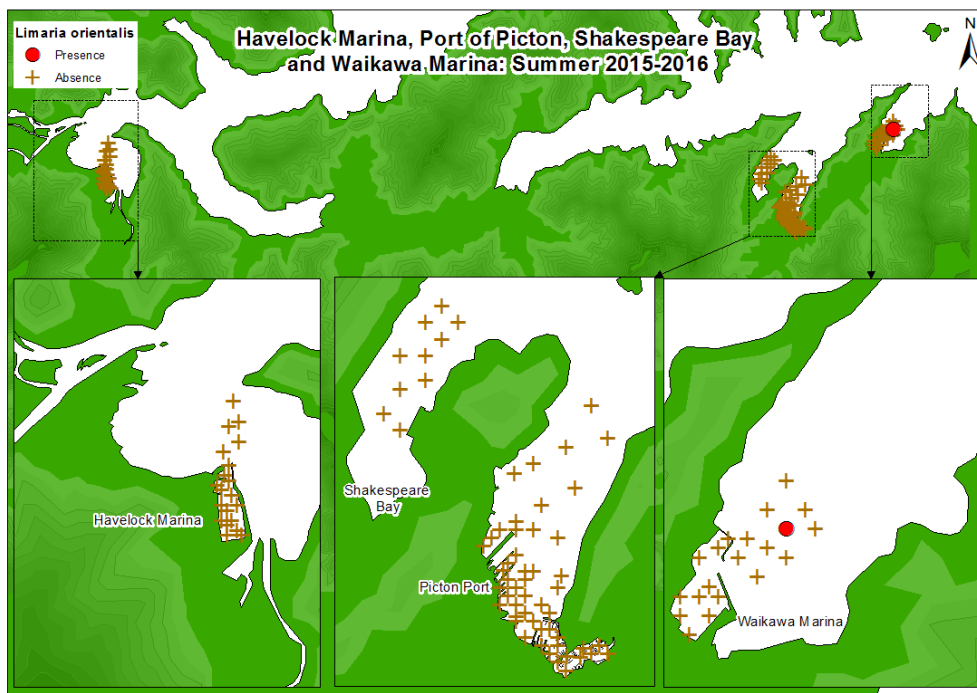 Limaria orientalis
Presence
Absence
Havelock Marina, Port of Picton, Shakespeare Bay
and Waikawa Marina: Summer 2015-2016
N
Havelock Marina
Shakespeare
Bay
Picton Port
Waikawa Marina